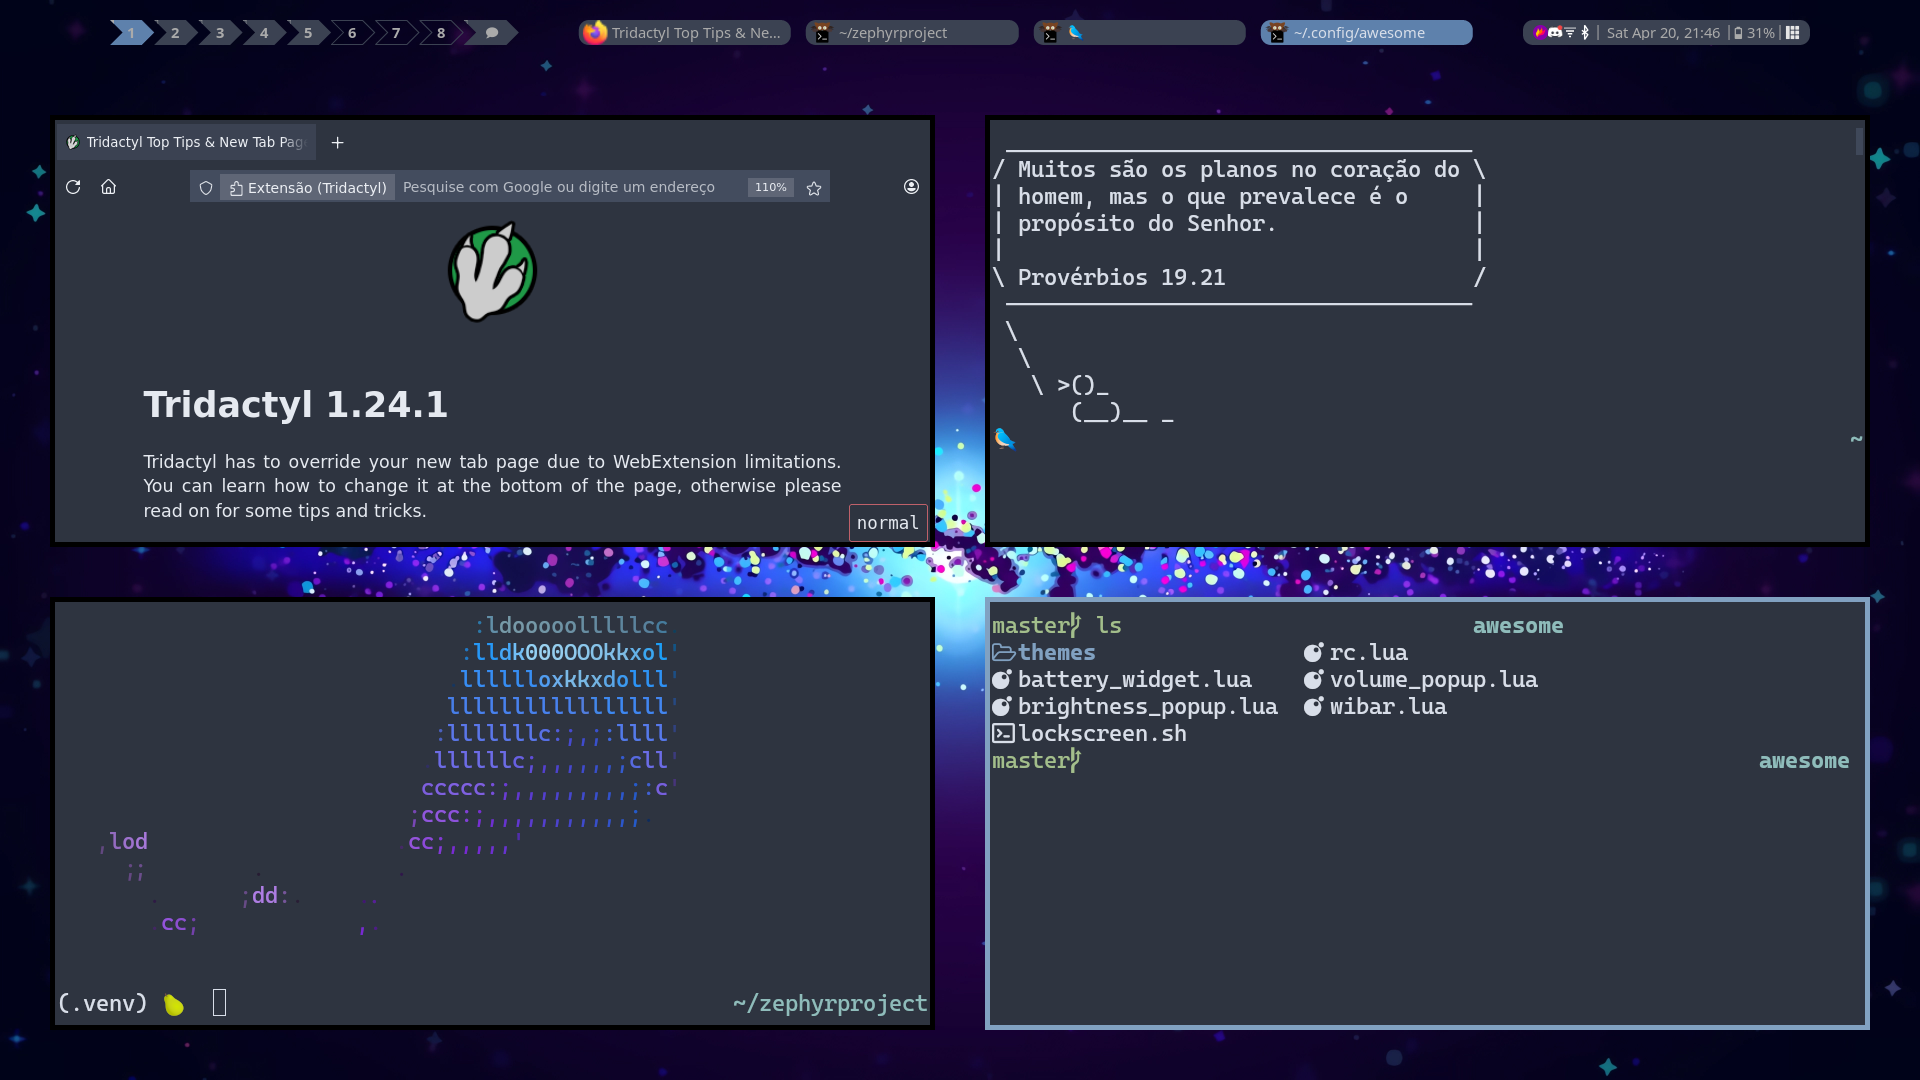 1 2 3 4 5 6 7 8
Tridactyl Top Tips & Ne...
~/zephyrproject
~/.config/awesome
Sat Apr 20, 21:46 | 31%
Tridactyl Top Tips & New Tab Pag
Extensão (Tridactyl) Pesquise com Google ou digite um endereço 110%
Tridactyl 1.24.1
Tridactyl has to override your new tab page due to WebExtension limitations.
You can learn how to change it at the bottom of the page, otherwise please
read on for some tips and tricks.
normal
/ Muitos são os planos no coração do \
| homem, mas o que prevalece é o |
| propósito do Senhor. |
| |
\ Provérbios 19.21 /
\
\
\ >()_
(__)__ _
~
:ldooooolllllcc
:lldk000OOOkkxol'
lllllloxkkxdolll'
lllllllllllllllll'
:lllllllc:;,;:llll'
llllllc;,,,,,,;cll'
ccccc:;,,,,,,,,,;:c'
;ccc:;,,,,,,,,,,,;.
,lod cc;,,,,,'
;; . .
. ;dd:. ..
cc; ,.
(.venv) ~/zephyrproject
master ls awesome
themes rc.lua
battery_widget.lua volume_popup.lua
brightness_popup.lua wibar.lua
lockscreen.sh
master awesome